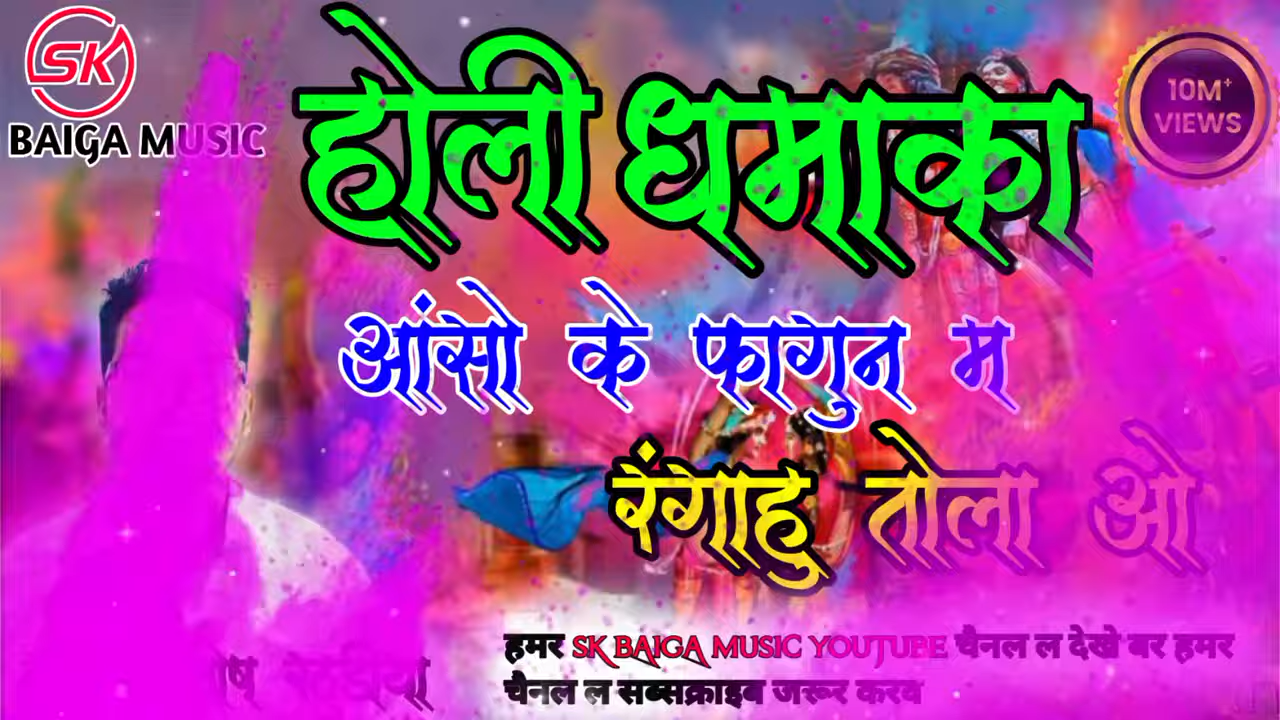 SK
BAIGA MUSIC
10M+
VIEWS
होली धमाका
आंसो के फागुन म
रंगाहु तोला ओ
हमर SK BAIGA MUSIC YOUTUBE चैनल ल देखे बर हमर
चैनल ल सब्सक्राइब जरूर करव